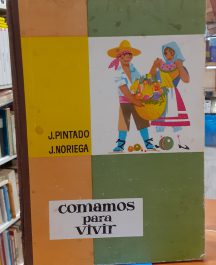 J. PINTADO
J. NORIEGA
comamos
para
vivir